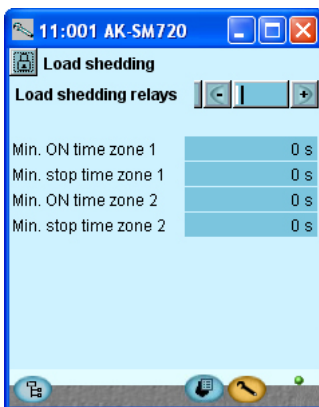 11:001 AK-SM720
Load shedding
Load shedding relays - +
Min. ON time zone 1 0 s
Min. stop time zone 1 0 s
Min. ON time zone 2 0 s
Min. stop time zone 2 0 s